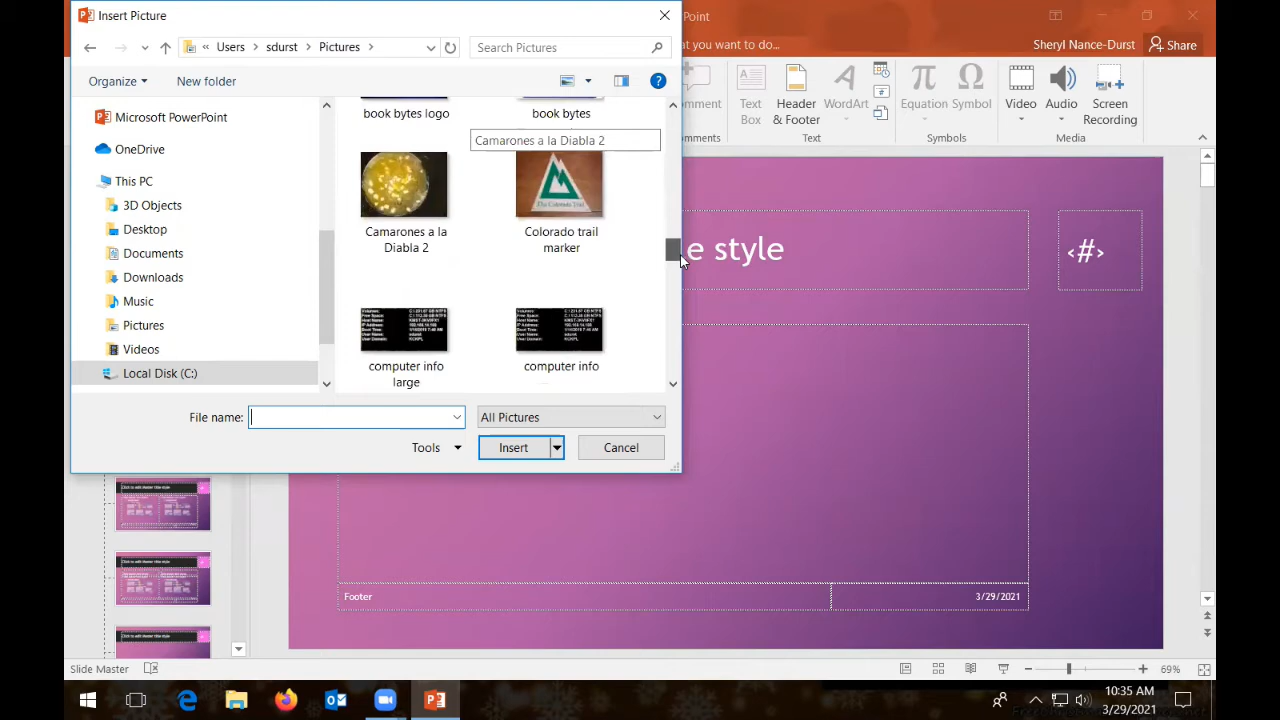 Insert Picture
Point
Users
sdurst
Pictures
Search Pictures
at you want to do...
Sheryl Nance-Durst
Share
Organize
New folder
Microsoft PowerPoint
OneDrive
This PC
3D Objects
Desktop
Documents
Downloads
Music
Pictures
Videos
Local Disk (C:)
book bytes logo
book bytes
Camarones a la Diabla 2
Camarones a la
Diabla 2
Colorado trail
marker
computer info
large
computer info
File name:
All Pictures
Tools
Insert
Cancel
omment
omments
Text
Box
Header
& Footer
WordArt
Text
Equation
Symbol
Symbols
Video
Audio
Screen
Recording
Media
e style
<#>
Footer
3/29/2021
Slide Master
69%
10:35 AM
3/29/2021